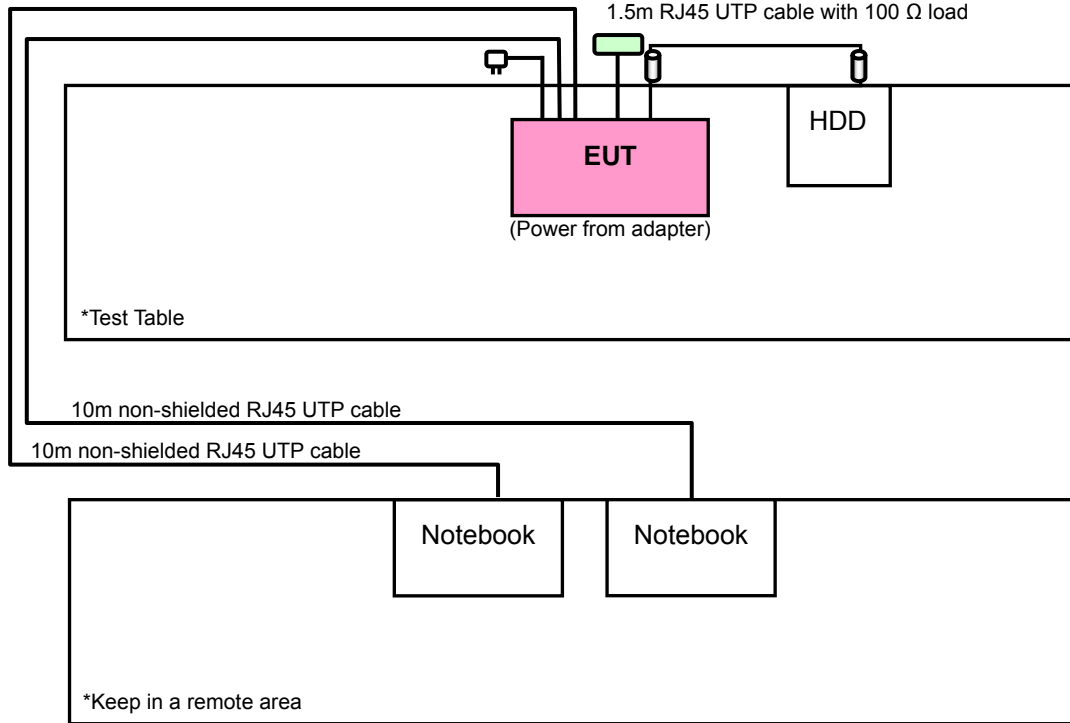 1.5m RJ45 UTP cable with 100 Ω load
HDD
EUT
(Power from adapter)
*Test Table
10m non-shielded RJ45 UTP cable
10m non-shielded RJ45 UTP cable
Notebook
Notebook
*Keep in a remote area